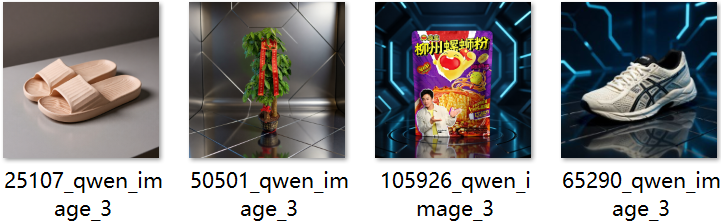 柳州螺蛳粉
25107_qwen_im
age_3
50501_qwen_im
age_3
105926_qwen_i
mage_3
65290_qwen_im
age_3